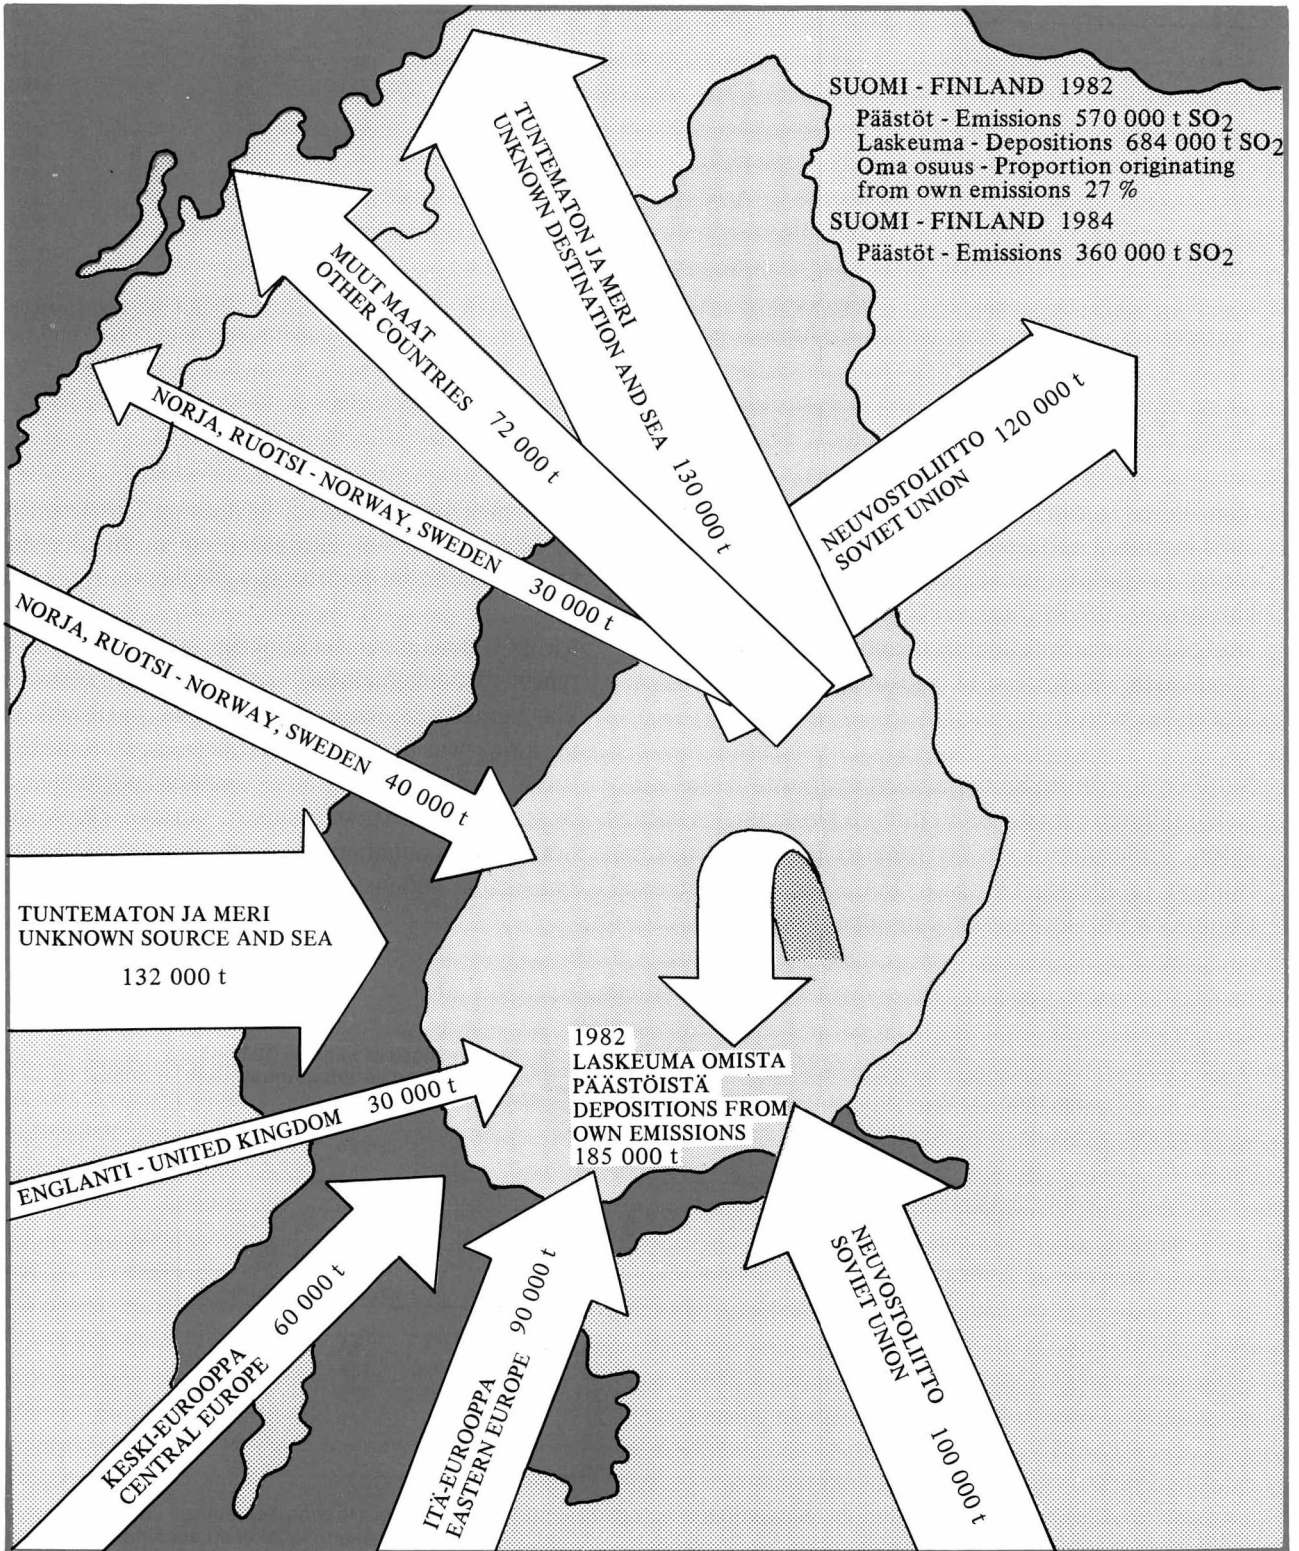 SUOMI - FINLAND 1982
Päästöt - Emissions 570 000 t SO2
Laskeuma - Depositions 684 000 t SO2
Oma osuus - Proportion originating
from own emissions 27 %
SUOMI - FINLAND 1984
Päästöt - Emissions 360 000 t SO2
TUNTEMATON JA MERI
UNKNOWN DESTINATION AND SEA 130 000 t
MUUT MAAT
OTHER COUNTRIES 72 000 t
NEUVOSTOLIITTO 120 000 t
SOVIET UNION
NORJA, RUOTSI - NORWAY, SWEDEN 30 000 t
NORJA, RUOTSI - NORWAY, SWEDEN 40 000 t
TUNTEMATON JA MERI
UNKNOWN SOURCE AND SEA
132 000 t
1982
LASKEUMA OMISTA
PÄÄSTÖISTÄ
DEPOSITIONS FROM
OWN EMISSIONS
185 000 t
ENGLANTI - UNITED KINGDOM 30 000 t
KESKI-EUROOPPA 60 000 t
CENTRAL EUROPE
ITÄ-EUROOPPA
EASTERN EUROPE 90 000 t
NEUVOSTOLIITTO 100 000 t
SOVIET UNION